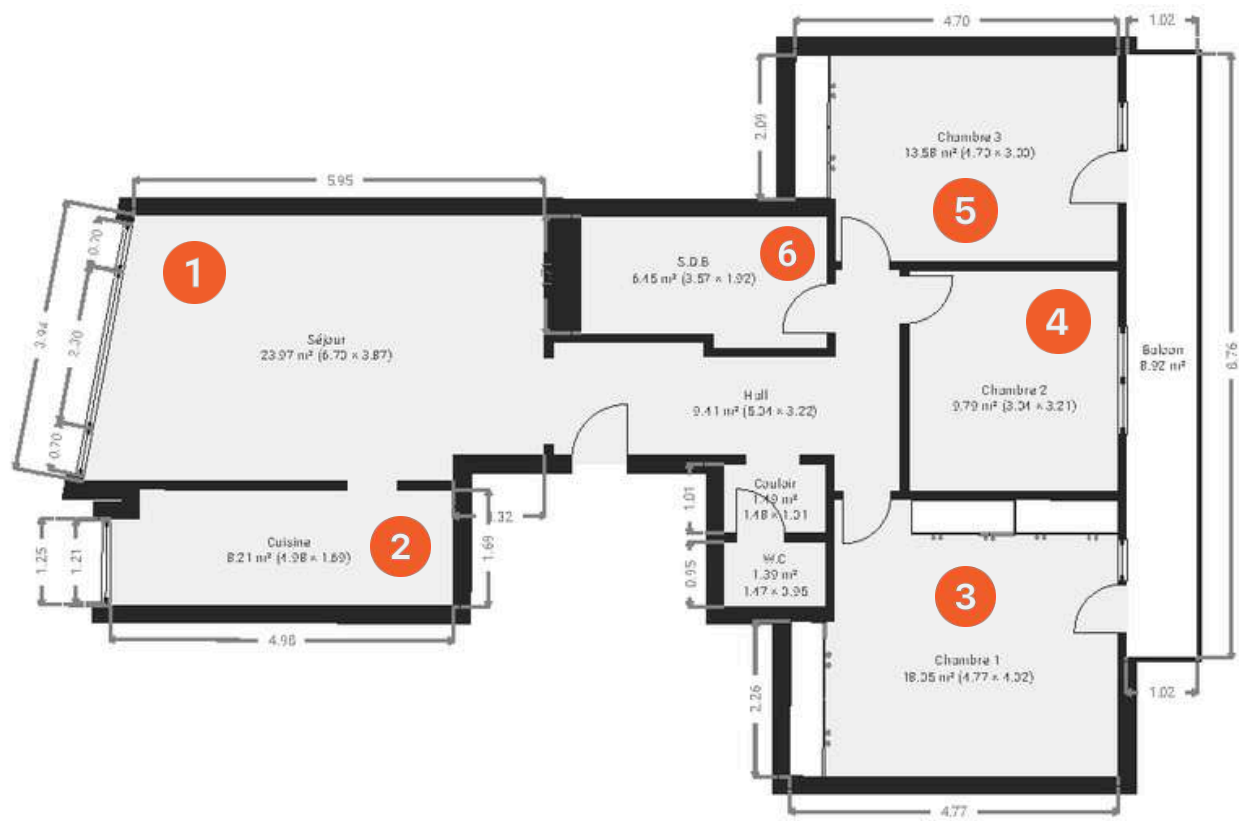 4.70
1.02
2.09
Chambre 3
13.58 m² (4.70 × 3.00)
5
5.95
0.70
1
3.94
2.30
0.70
S.D.B
6.45 m² (3.57 × 1.92)
6
4
Séjour
23.97 m² (6.70 × 3.87)
Balcon
8.92 m²
8.76
Hall
9.41 m² (5.04 × 3.22)
Chambre 2
9.79 m² (3.04 × 3.21)
1.01
Couloir
1.49 m²
1.48 × 1.01
.32
1.25
1.21
Cuisine
8.21 m² (4.98 × 1.69)
2
1.69
0.95
W.C
1.39 m²
1.47 × 0.95
3
4.98
Chambre 1
18.05 m² (4.77 × 4.02)
2.26
1.02
4.77